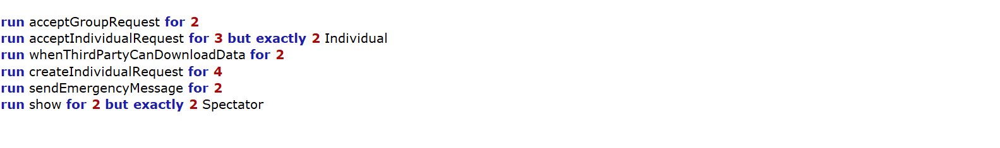 run acceptGroupRequest for 2
run acceptIndividualRequest for 3 but exactly 2 Individual
run whenThirdPartyCanDownloadData for 2
run createIndividualRequest for 4
run sendEmergencyMessage for 2
run show for 2 but exactly 2 Spectator